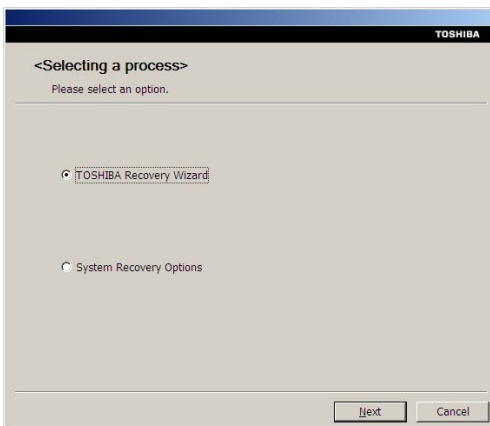 TOSHIBA
<Selecting a process>
Please select an option.
TOSHIBA Recovery Wizard
System Recovery Options
Next
Cancel